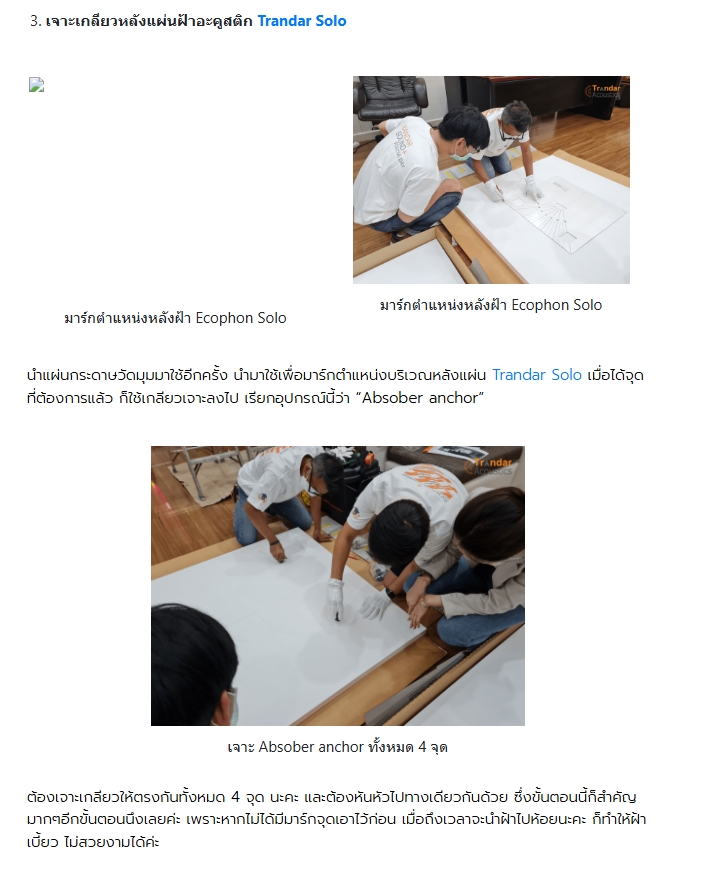 3. เจาะเกลียวหลังแผ่นฝ้าอะคูสติก Trandar Solo
Trandar
AcousticS
มาร์กตำแหน่งหลังฝ้า Ecophon Solo
มาร์กตำแหน่งหลังฝ้า Ecophon Solo
นำแผ่นกระดาษวัดมุมมาใช้อีกครั้ง นำมาใช้เพื่อมาร์กตำแหน่งบริเวณหลังแผ่น Trandar Solo เมื่อได้จุด
ที่ต้องการแล้ว ก็ใช้เกลียวเจาะลงไป เรียกอุปกรณ์นี้ว่า “Absober anchor”
Trandar
AcousticS
เจาะ Absober anchor ทั้งหมด 4 จุด
ต้องเจาะเกลียวให้ตรงกันทั้งหมด 4 จุด นะคะ และต้องหันหัวไปทางเดียวกันด้วย ซึ่งขั้นตอนนี้ก็สำคัญ
มากๆอีกขั้นตอนนึงเลยค่ะ เพราะหากไม่ได้มีมาร์กจุดเอาไว้ก่อน เมื่อถึงเวลาจะนำฝ้าไปห้อยนะคะ ก็ทำให้ฝ้า
เบี้ยว ไม่สวยงามได้ค่ะ